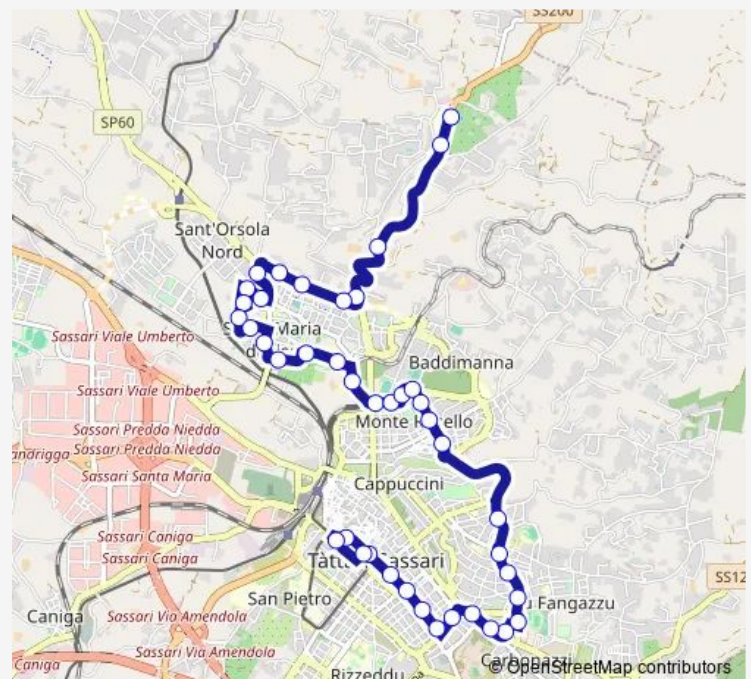 SS200
SP60
Sant'Orsola
Nord
Maria
Sassari Viale Umberto
Baddimanna
Sassari Viale Umberto
Sassari Predda Niedda
Monte
Sassari Predda Niedda
Sassari Santa Maria
Cappuccini
Sassari Caniga
Sassari Caniga
SS12
San Pietro
Fangazzu
Caniga
Sassari Via Amendola
Sassari Via Amendola
Caniga
Rizzeddu
© OpenStreetMap contributors